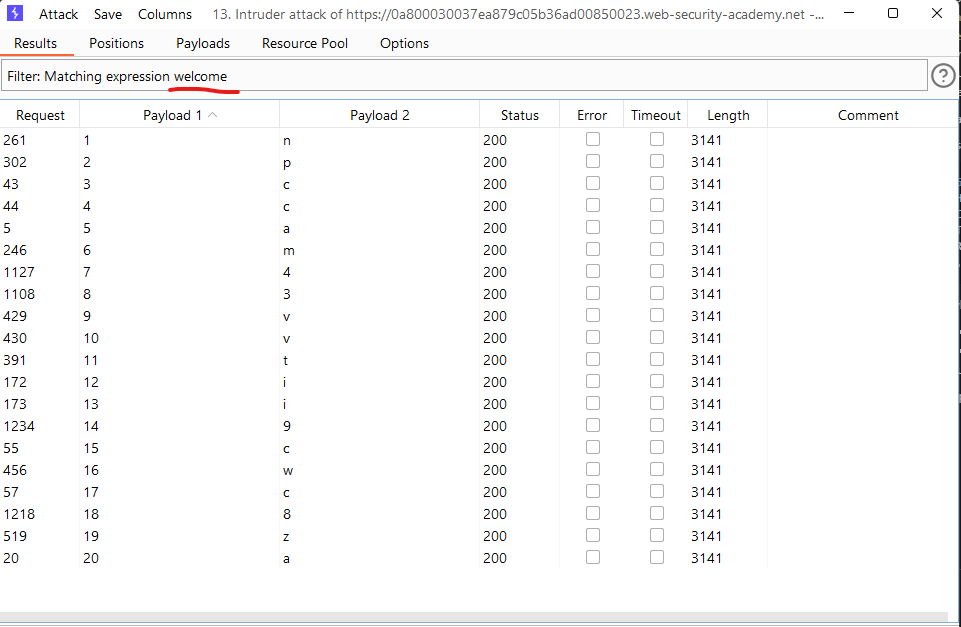 Attack Save Columns 13. Intruder attack of https://0a800030037ea879c05b36ad00850023.web-security-academy.net -...
Results Positions Payloads Resource Pool Options
Filter: Matching expression welcome ?
Request Payload 1 Payload 2 Status Error Timeout Length Comment
261 1 n 200 3141
302 2 p 200 3141
43 3 c 200 3141
44 4 c 200 3141
5 5 a 200 3141
246 6 m 200 3141
1127 7 4 200 3141
1108 8 3 200 3141
429 9 v 200 3141
430 10 v 200 3141
391 11 t 200 3141
172 12 i 200 3141
173 13 i 200 3141
1234 14 9 200 3141
55 15 c 200 3141
456 16 w 200 3141
57 17 c 200 3141
1218 18 8 200 3141
519 19 z 200 3141
20 20 a 200 3141